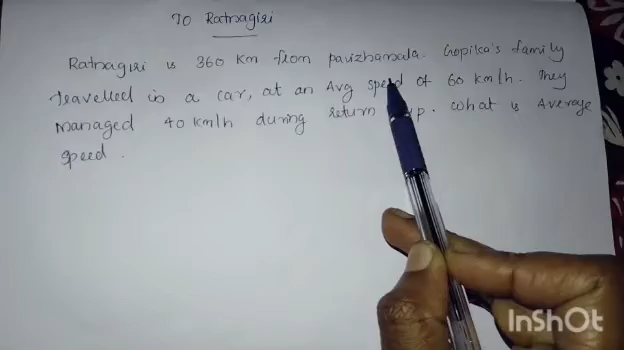 To Ratnagiri
Ratnagiri is 360 Km from pavizhamala. Gopika's family
travelled in a car, at an Avg speed of 60 km/h. They
managed 40 km/h during return What is Average
speed.
InShOt